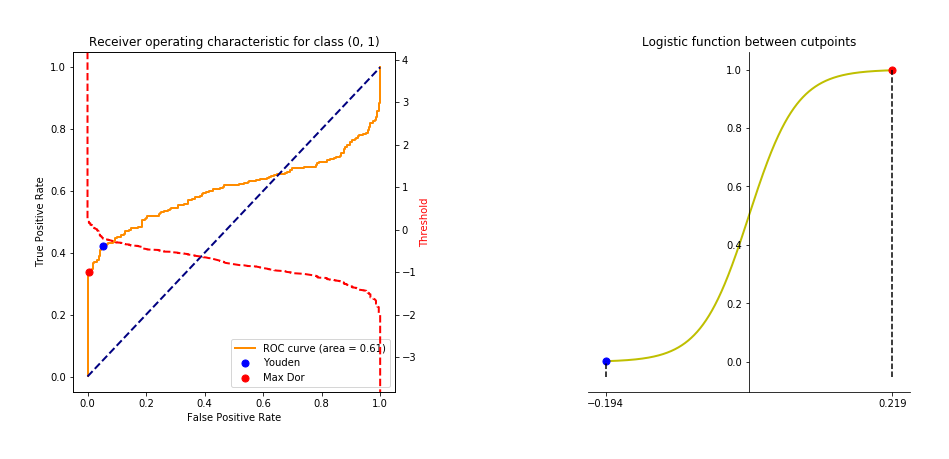 Receiver operating characteristic for class (0, 1)
1.0
0.8
0.6
0.4
0.2
0.0
True Positive Rate
4
3
2
1
0
−1
−2
−3
Threshold
ROC curve (area = 0.61)
Youden
Max Dor
0.0 0.2 0.4 0.6 0.8 1.0
False Positive Rate
Logistic function between cutpoints
1.0
0.8
0.6
0.4
0.2
0.0
−0.194 0.219